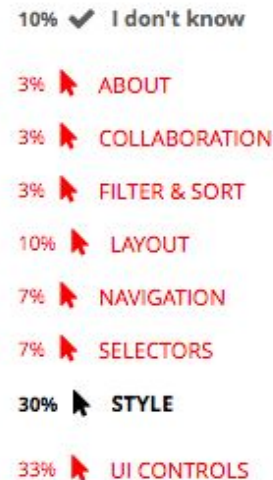 10% I don't know
3% ABOUT
3% COLLABORATION
3% FILTER & SORT
10% LAYOUT
7% NAVIGATION
7% SELECTORS
30% STYLE
33% UI CONTROLS